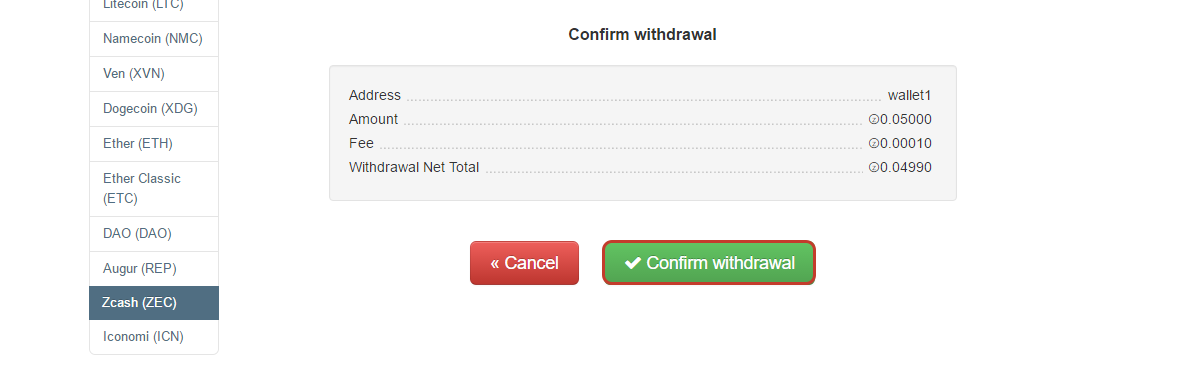 Litecoin (LTC)
Namecoin (NMC)
Ven (XVN)
Dogecoin (XDG)
Ether (ETH)
Ether Classic
(ETC)
DAO (DAO)
Augur (REP)
Zcash (ZEC)
Iconomi (ICN)
Confirm withdrawal
Address wallet1
Amount ⓩ0.05000
Fee ⓩ0.00010
Withdrawal Net Total ⓩ0.04990
« Cancel
✔ Confirm withdrawal